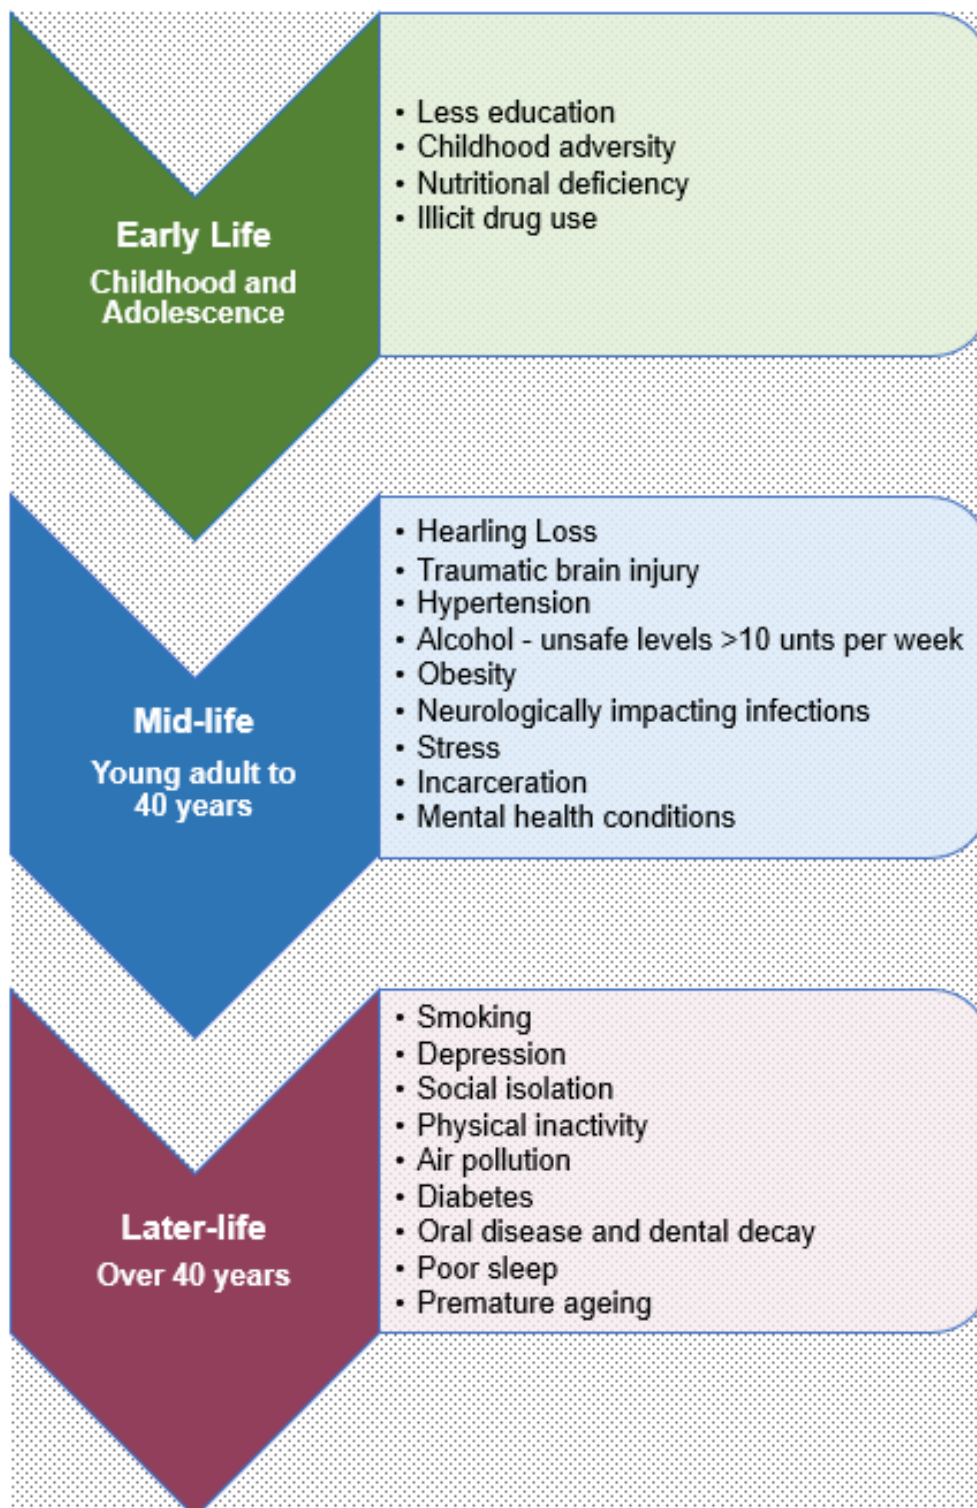 Early Life
Childhood and
Adolescence
• Less education
• Childhood adversity
• Nutritional deficiency
• Illicit drug use
Mid-life
Young adult to
40 years
• Hearling Loss
• Traumatic brain injury
• Hypertension
• Alcohol - unsafe levels >10 unts per week
• Obesity
• Neurologically impacting infections
• Stress
• Incarceration
• Mental health conditions
Later-life
Over 40 years
• Smoking
• Depression
• Social isolation
• Physical inactivity
• Air pollution
• Diabetes
• Oral disease and dental decay
• Poor sleep
• Premature ageing